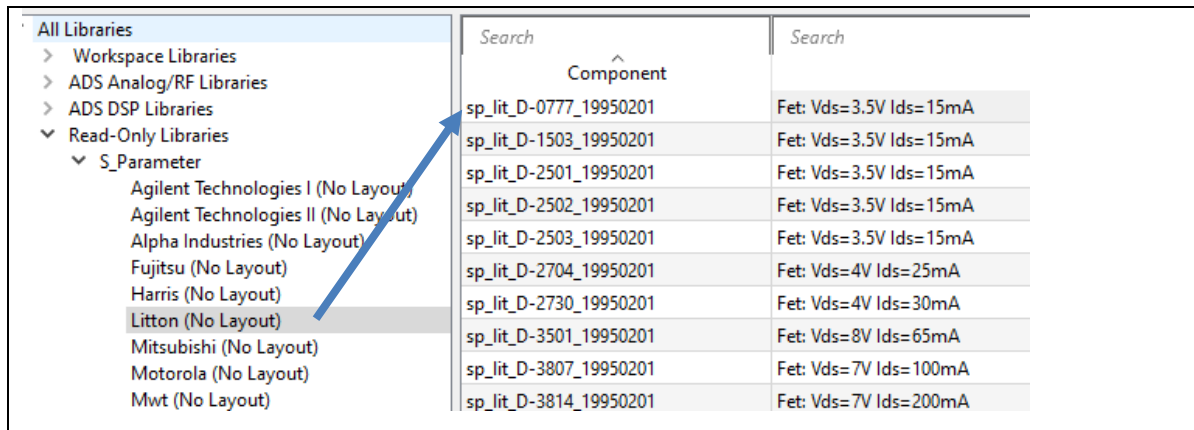 All Libraries
Workspace Libraries
ADS Analog/RF Libraries
ADS DSP Libraries
Read-Only Libraries
S_Parameter
Agilent Technologies I (No Layout)
Agilent Technologies II (No Layout)
Alpha Industries (No Layout)
Fujitsu (No Layout)
Harris (No Layout)
Litton (No Layout)
Mitsubishi (No Layout)
Motorola (No Layout)
Mwt (No Layout)
Search Search
Component
sp_lit_D-0777_19950201 Fet: Vds=3.5V Ids=15mA
sp_lit_D-1503_19950201 Fet: Vds=3.5V Ids=15mA
sp_lit_D-2501_19950201 Fet: Vds=3.5V Ids=15mA
sp_lit_D-2502_19950201 Fet: Vds=3.5V Ids=15mA
sp_lit_D-2503_19950201 Fet: Vds=3.5V Ids=15mA
sp_lit_D-2704_19950201 Fet: Vds=4V Ids=25mA
sp_lit_D-2730_19950201 Fet: Vds=4V Ids=30mA
sp_lit_D-3501_19950201 Fet: Vds=8V Ids=65mA
sp_lit_D-3807_19950201 Fet: Vds=7V Ids=100mA
sp_lit_D-3814_19950201 Fet: Vds=7V Ids=200mA